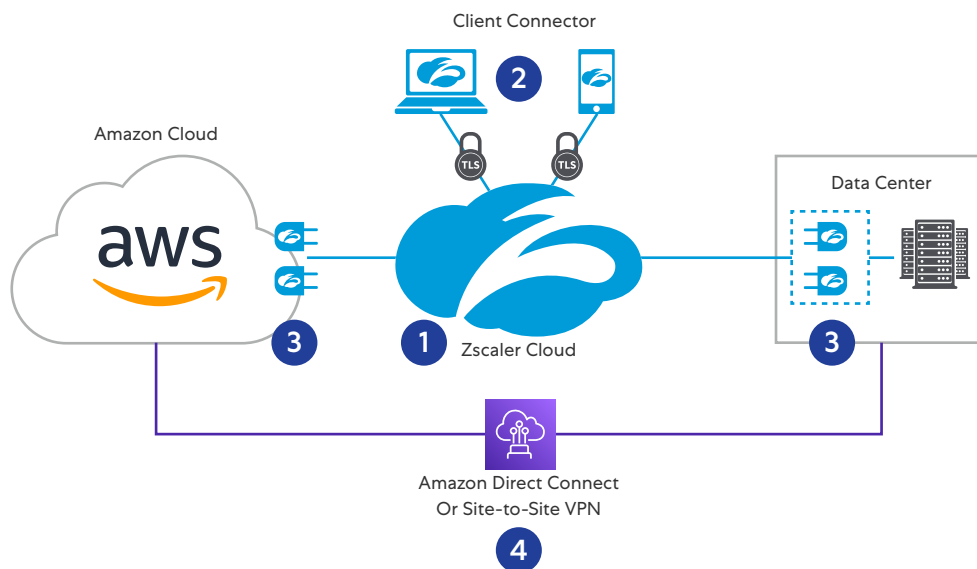 Client Connector
2
TLS
TLS
Amazon Cloud
aws
3
1
Zscaler Cloud
Data Center
3
Amazon Direct Connect
Or Site-to-Site VPN
4